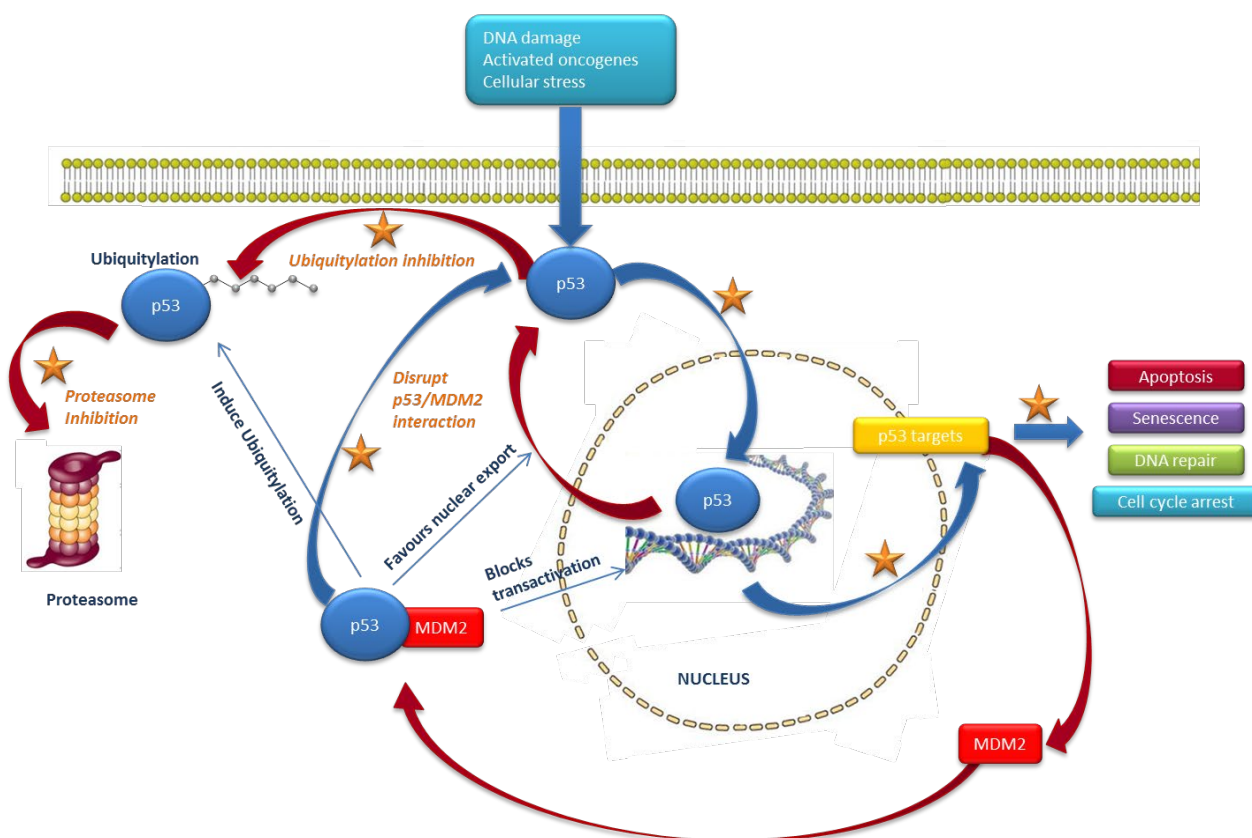 DNA damage
Activated oncogenes
Cellular stress
Ubiquitylation
Ubiquitylation inhibition
p53
p53
Proteasome
Inhibition
Induce Ubiquitylation
Disrupt
p53/MDM2
interaction
Favours nuclear export
p53
Blocks
transactivation
p53 targets
Apoptosis
Senescence
DNA repair
Cell cycle arrest
Proteasome
p53
MDM2
NUCLEUS
MDM2